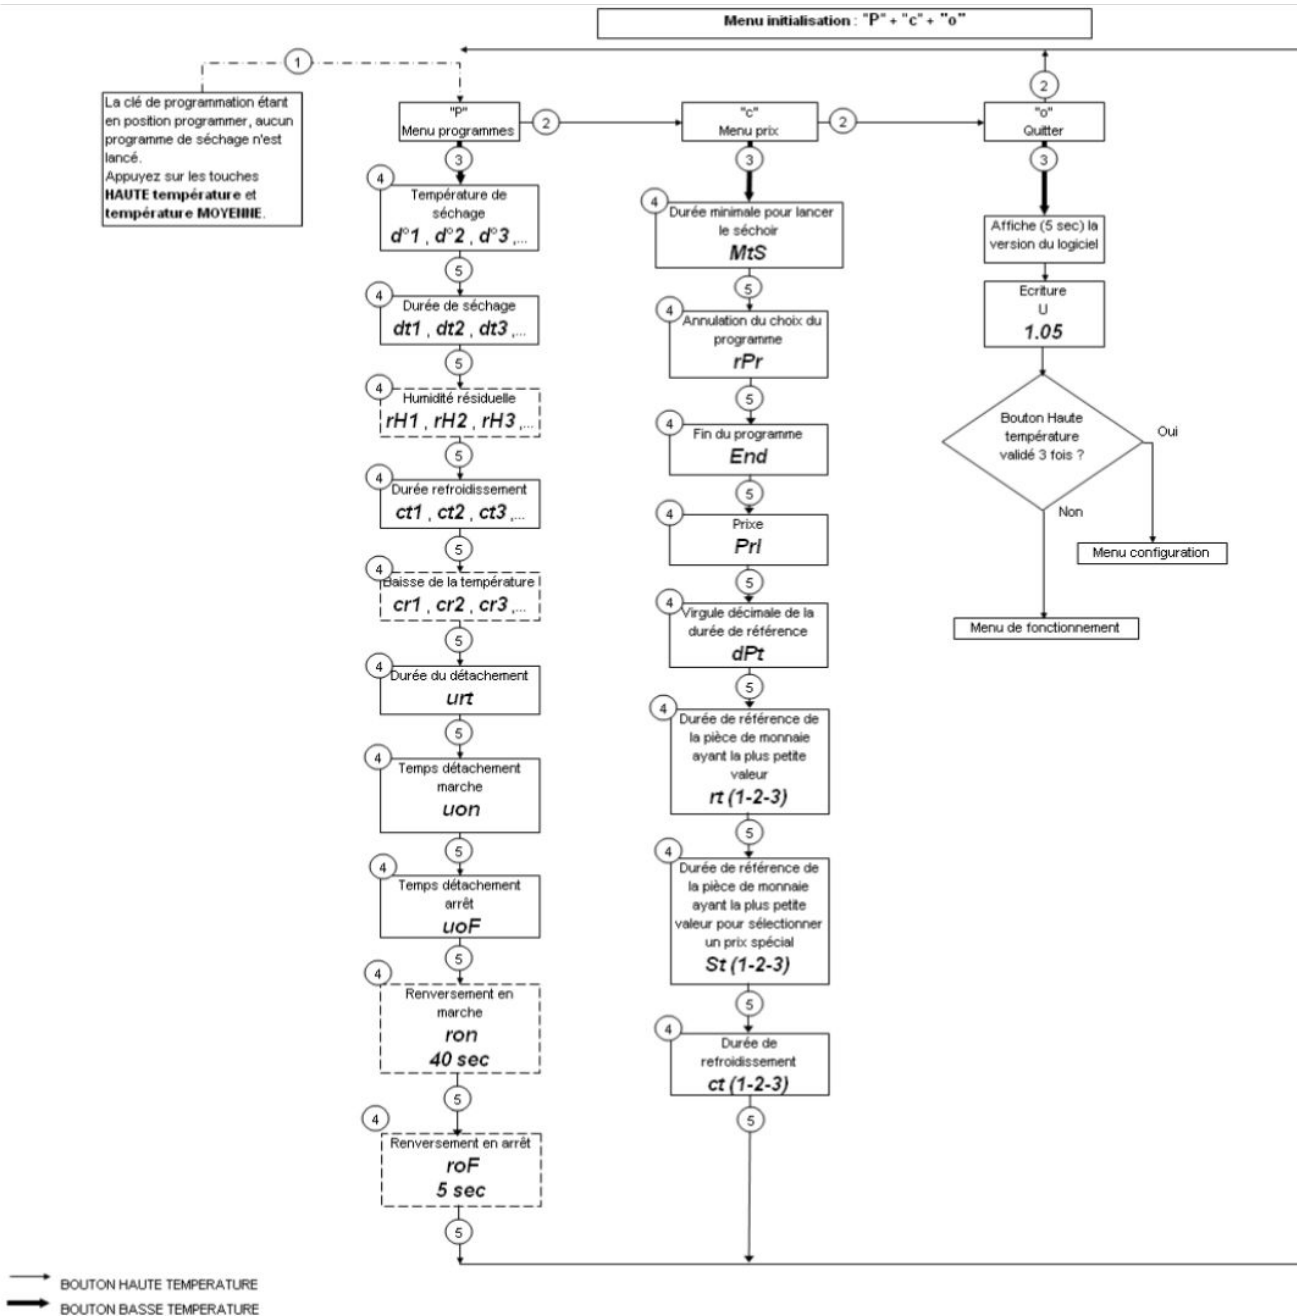 Menu initialisation : "P" + "c" + "o"
1
La clé de programmation étant
en position programmer, aucun
programme de séchage n'est
lancé.
Appuyez sur les touches
HAUTE température et
température MOYENNE.
"P"
Menu programmes
2
"c"
Menu prix
2
"o"
Quitter
2
3
4
Température de
séchage
d°1 , d°2 , d°3 ,...
5
4
Durée de séchage
dt1 , dt2 , dt3 ,...
5
4
Humidité résiduelle
rH1 , rH2 , rH3 ,...
5
4
Durée refroidissement
ct1 , ct2 , ct3 ,...
5
4
Baisse de la température
cr1 , cr2 , cr3 ,...
5
4
Durée du détachement
urt
5
4
Temps détachement
marche
uon
5
4
Temps détachement
arrêt
uoF
5
4
Renversement en
marche
ron
40 sec
5
4
Renversement en arrêt
roF
5 sec
5
3
4
Durée minimale pour lancer
le séchoir
MtS
5
4
Annulation du choix du
programme
rPr
5
4
Fin du programme
End
5
4
Prixe
PrI
5
4
Virgule décimale de la
durée de référence
dPt
5
4
Durée de référence de
la pièce de monnaie
ayant la plus petite
valeur
rt (1-2-3)
5
4
Durée de référence de
la pièce de monnaie
ayant la plus petite
valeur pour sélectionner
un prix spécial
St (1-2-3)
5
4
Durée de
refroidissement
ct (1-2-3)
5
3
Affiche (5 sec) la
version du logiciel
Ecriture
U
1.05
Bouton Haute
température
validé 3 fois ?
Oui
Non
Menu configuration
Menu de fonctionnement
BOUTON HAUTE TEMPERATURE
BOUTON BASSE TEMPERATURE